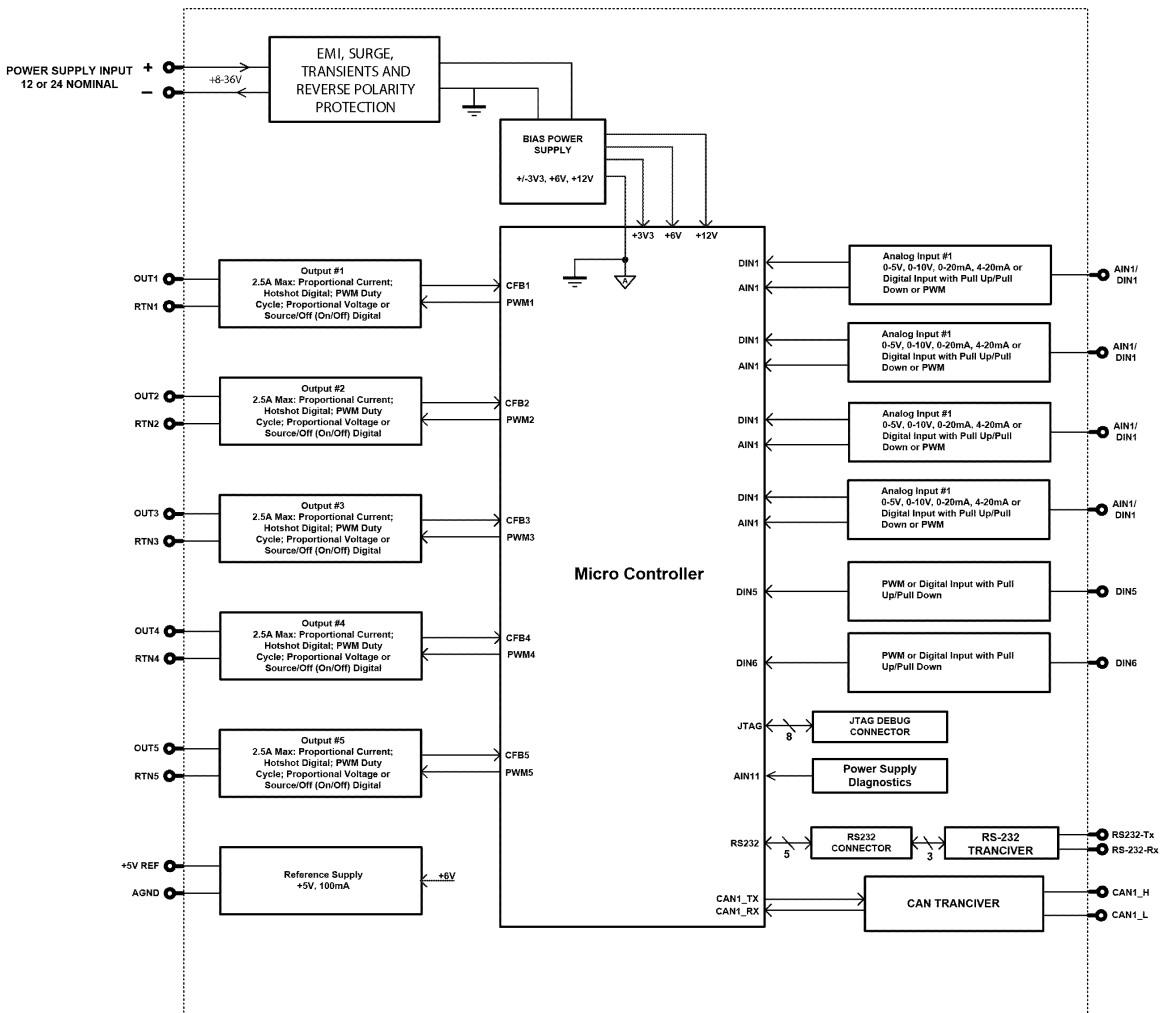 POWER SUPPLY INPUT
12 or 24 NOMINAL
+
−
+8-36V
EMI, SURGE,
TRANSIENTS AND
REVERSE POLARITY
PROTECTION
BIAS POWER
SUPPLY
+/-3V3, +6V, +12V
+3V3
+6V
+12V
A
Micro Controller
OUT1
RTN1
Output #1
2.5A Max: Proportional Current;
Hotshot Digital; PWM Duty
Cycle; Proportional Voltage or
Source/Off (On/Off) Digital
CFB1
PWM1
OUT2
RTN2
Output #2
2.5A Max: Proportional Current;
Hotshot Digital; PWM Duty
Cycle; Proportional Voltage or
Source/Off (On/Off) Digital
CFB2
PWM2
OUT3
RTN3
Output #3
2.5A Max: Proportional Current;
Hotshot Digital; PWM Duty
Cycle; Proportional Voltage or
Source/Off (On/Off) Digital
CFB3
PWM3
OUT4
RTN4
Output #4
2.5A Max: Proportional Current;
Hotshot Digital; PWM Duty
Cycle; Proportional Voltage or
Source/Off (On/Off) Digital
CFB4
PWM4
OUT5
RTN5
Output #5
2.5A Max: Proportional Current;
Hotshot Digital; PWM Duty
Cycle; Proportional Voltage or
Source/Off (On/Off) Digital
CFB5
PWM5
+5V REF
AGND
Reference Supply
+5V, 100mA
+6V
DIN1
AIN1
Analog Input #1
0-5V, 0-10V, 0-20mA, 4-20mA or
Digital Input with Pull Up/Pull
Down or PWM
AIN1/
DIN1
DIN1
AIN1
Analog Input #1
0-5V, 0-10V, 0-20mA, 4-20mA or
Digital Input with Pull Up/Pull
Down or PWM
AIN1/
DIN1
DIN1
AIN1
Analog Input #1
0-5V, 0-10V, 0-20mA, 4-20mA or
Digital Input with Pull Up/Pull
Down or PWM
AIN1/
DIN1
DIN1
AIN1
Analog Input #1
0-5V, 0-10V, 0-20mA, 4-20mA or
Digital Input with Pull Up/Pull
Down or PWM
AIN1/
DIN1
DIN5
PWM or Digital Input with Pull
Up/Pull Down
DIN5
DIN6
PWM or Digital Input with Pull
Up/Pull Down
DIN6
JTAG
8
JTAG DEBUG
CONNECTOR
AIN11
Power Supply
Diagnostics
RS232
5
RS232
CONNECTOR
3
RS-232
TRANCIVER
RS232-Tx
RS-232-Rx
CAN1_TX
CAN1_RX
CAN TRANCIVER
CAN1_H
CAN1_L